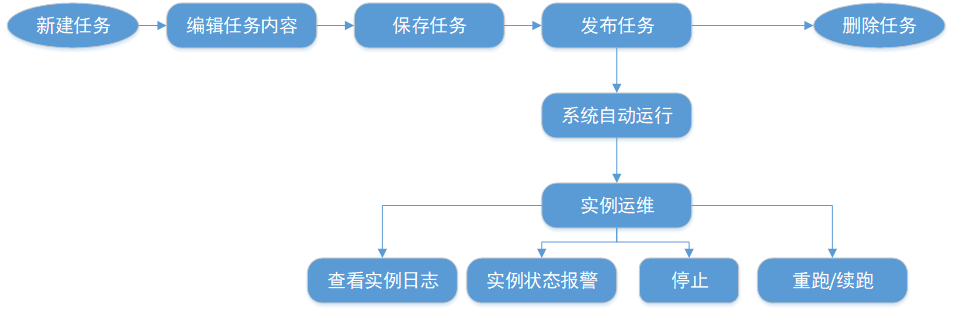 新建任务
编辑任务内容
保存任务
发布任务
删除任务
系统自动运行
实例运维
查看实例日志
实例状态报警
停止
重跑/续跑